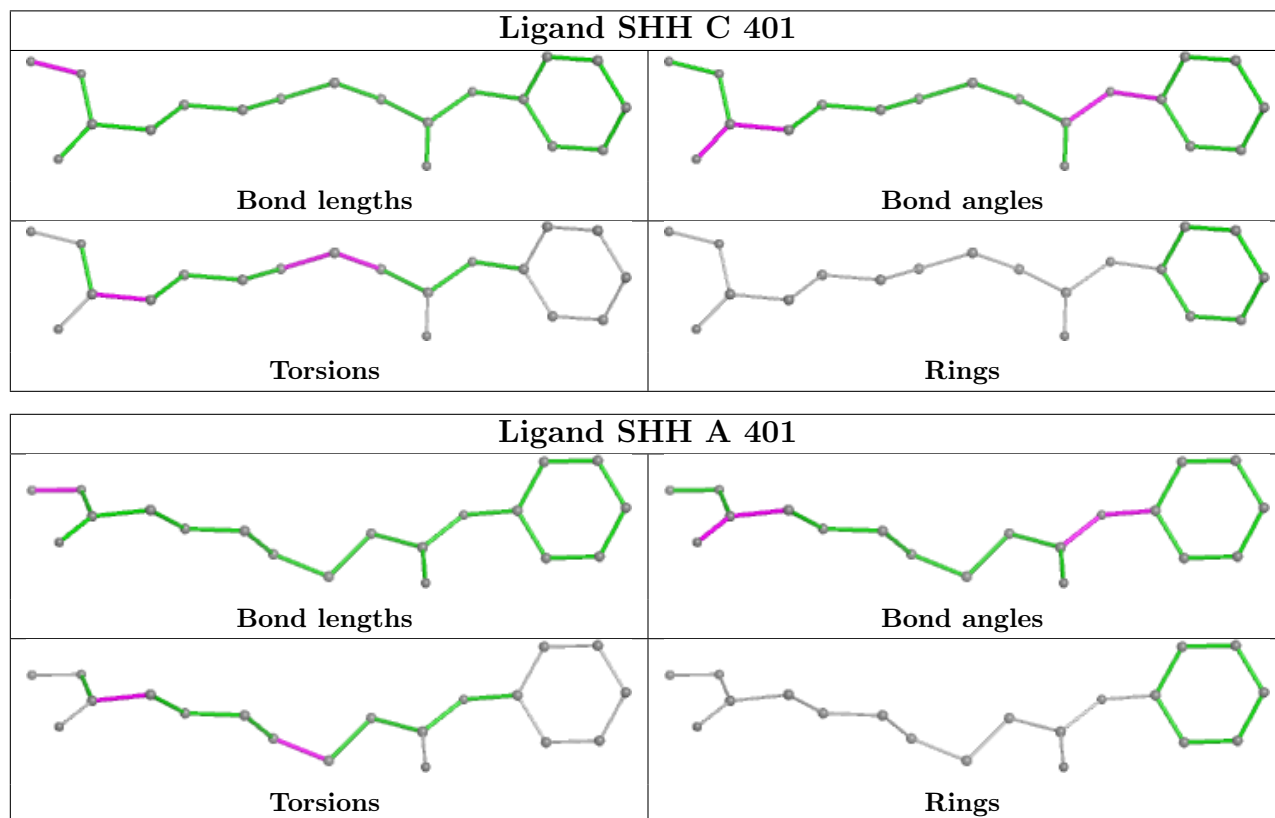 Ligand SHH C 401
Bond lengths
Bond angles
Torsions
Rings
Ligand SHH A 401
Bond lengths
Bond angles
Torsions
Rings